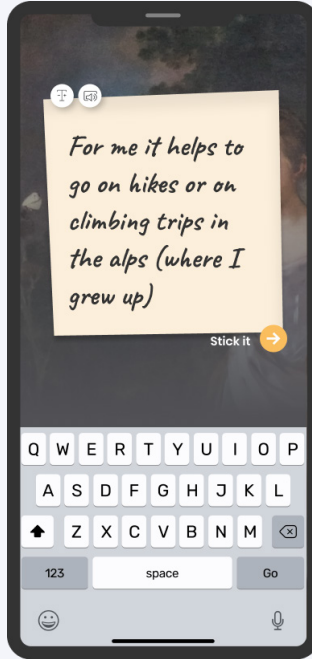 For me it helps to
go on hikes or on
climbing trips in
the alps (where I
grew up)
Stick it
Q W E R T Y U I O P
A S D F G H J K L
Z X C V B N M
123 space Go